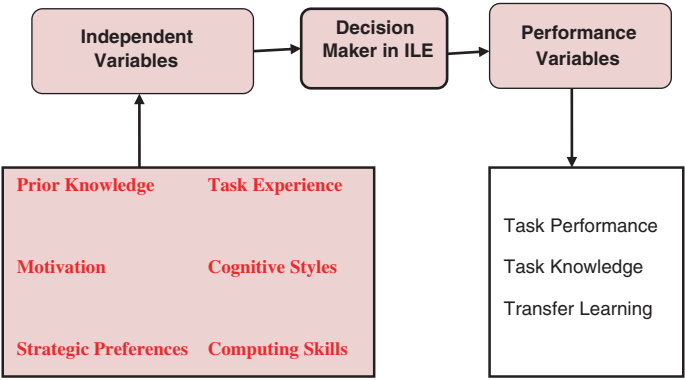 Independent
Variables
Decision
Maker in ILE
Performance
Variables
Prior Knowledge
Task Experience
Motivation
Cognitive Styles
Strategic Preferences
Computing Skills
Task Performance
Task Knowledge
Transfer Learning